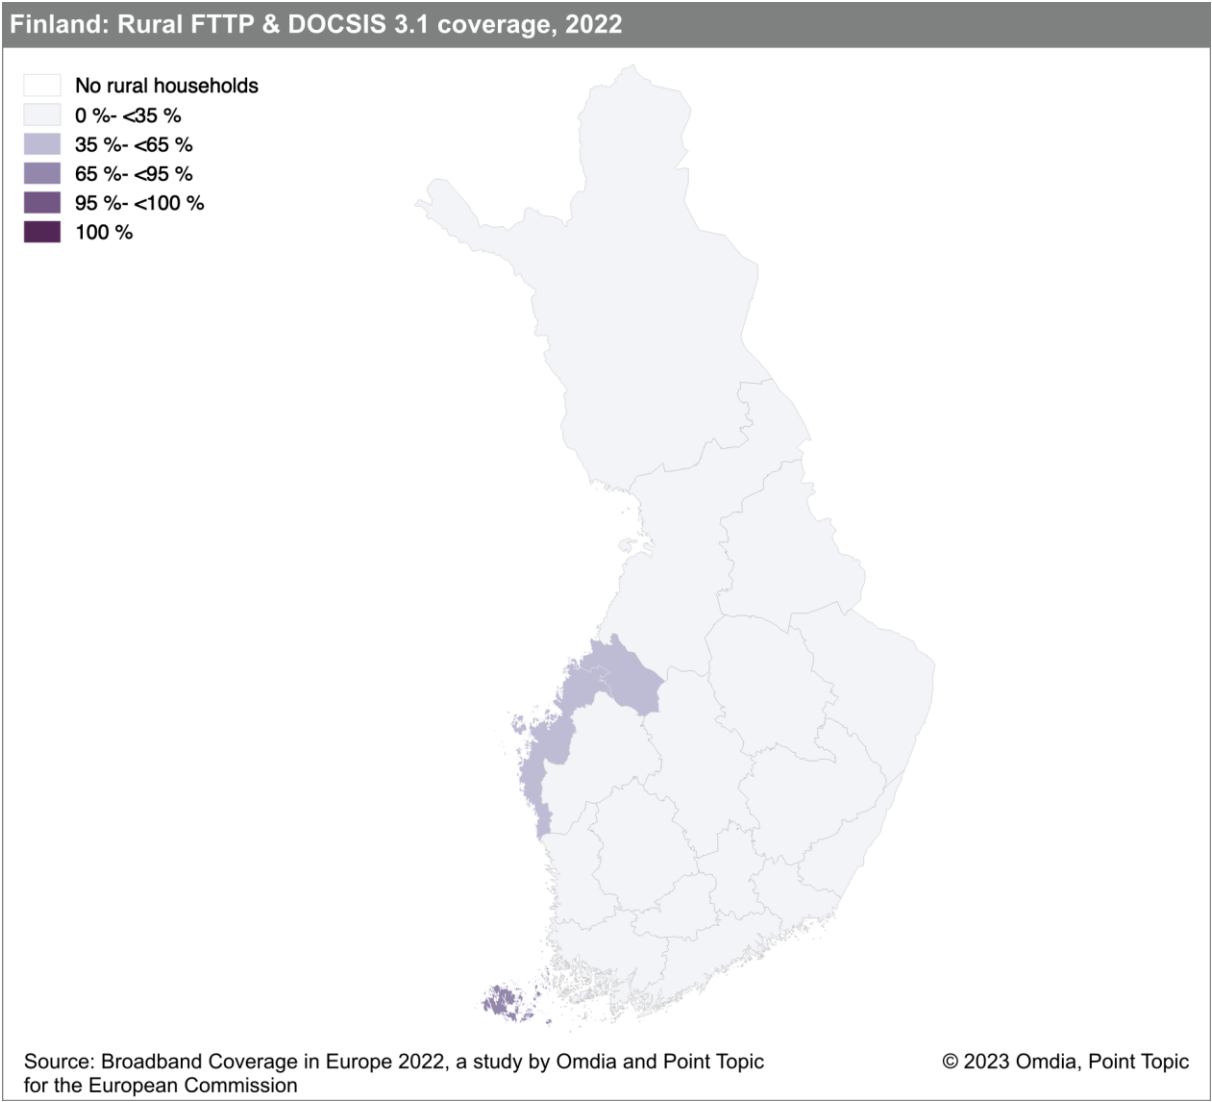 Finland: Rural FTTP & DOCSIS 3.1 coverage, 2022
No rural households
0 %- <35 %
35 %- <65 %
65 %- <95 %
95 %- <100 %
100 %
Source: Broadband Coverage in Europe 2022, a study by Omdia and Point Topic
for the European Commission
© 2023 Omdia, Point Topic